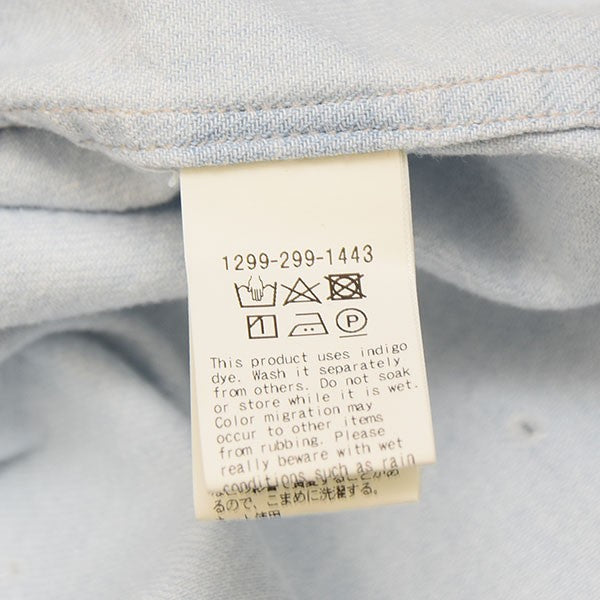 1299-299-1443
P
This product uses indigo
dye. Wash it separately
from others. Do not soak
or store while it is wet.
Color migration may
occur to other items
from rubbing. Please
really beware with wet
conditions such as rain
るので、こまめに洗濯する。